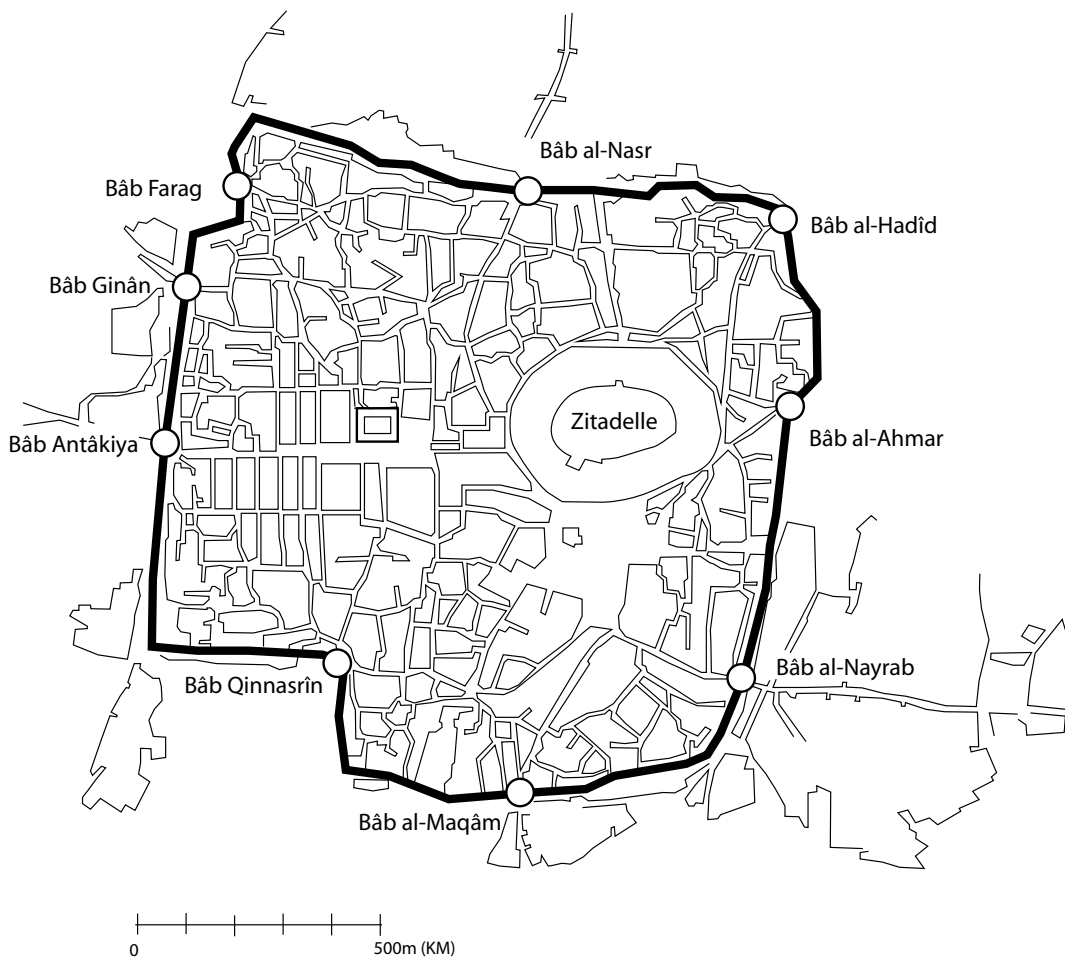 Bâb al-Nasr
Bâb Farag
Bâb al-Hadîd
Bâb Ginân
Zitadelle
Bâb al-Ahmar
Bâb Antâkiya
Bâb al-Nayrab
Bâb Qinnasrîn
Bâb al-Maqâm
0 500m (KM)